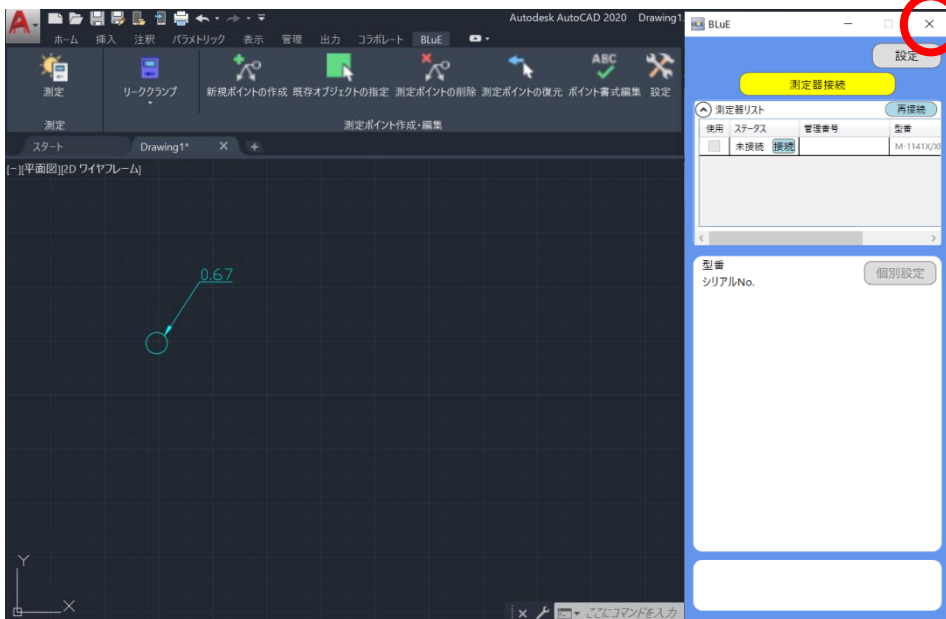 Autodesk AutoCAD 2020 Drawing1.
ホーム 挿入 注釈 パラメトリック 表示 管理 出力 コラボレート BLuE
測定 リーククランプ 新規ポイントの作成 既存オブジェクトの指定 測定ポイントの削除 測定ポイントの復元 ABC ポイント書式編集 設定
測定 測定ポイント作成・編集
スタート Drawing1* X +
[-][平面図][2D ワイヤフレーム]
0.67
Y
X
ここにコマンドを入力
BLuE
設定
測定器接続
測定器リスト 再接続
使用 ステータス 管理番号 型番
未接続 接続 M-1141X/X
型番
シリアルNo.
個別設定